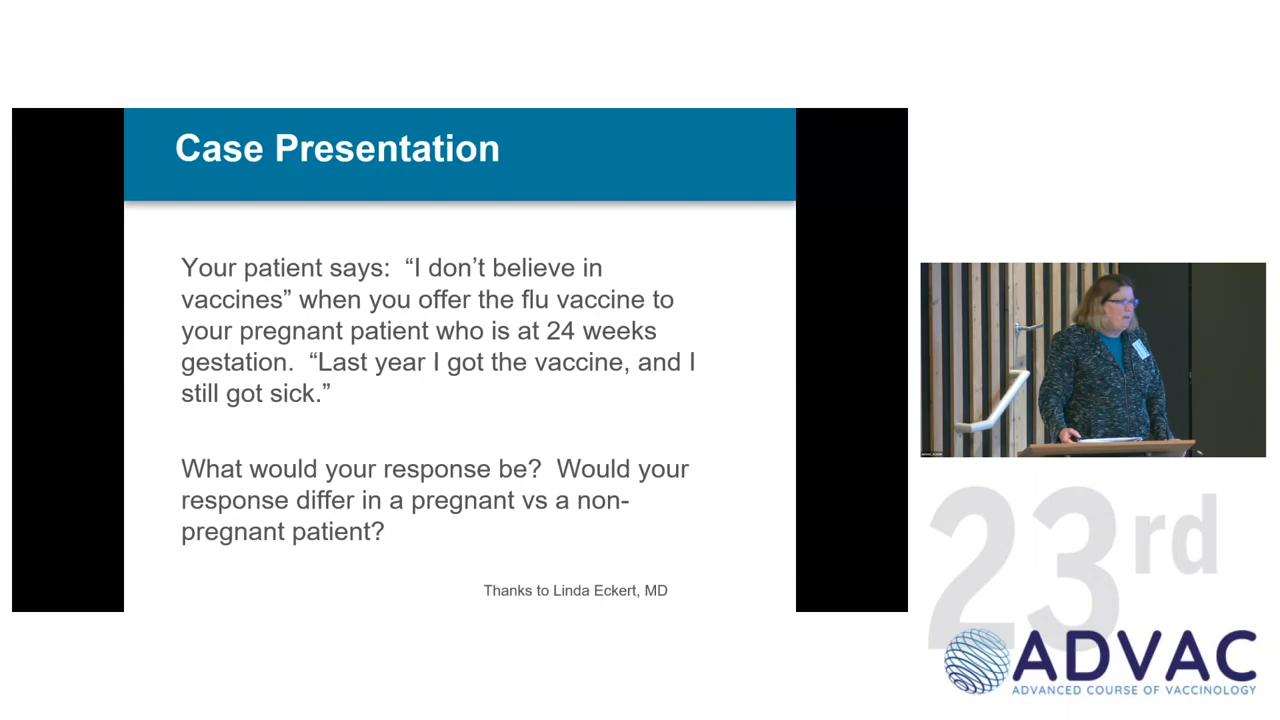 Case Presentation
Your patient says:  “I don’t believe in
vaccines” when you offer the flu vaccine to
your pregnant patient who is at 24 weeks
gestation.  “Last year I got the vaccine, and I
still got sick.”
What would your response be?  Would your
response differ in a pregnant vs a non-
pregnant patient?
Thanks to Linda Eckert, MD
23rd
ADVAC
ADVANCED COURSE OF VACCINOLOGY